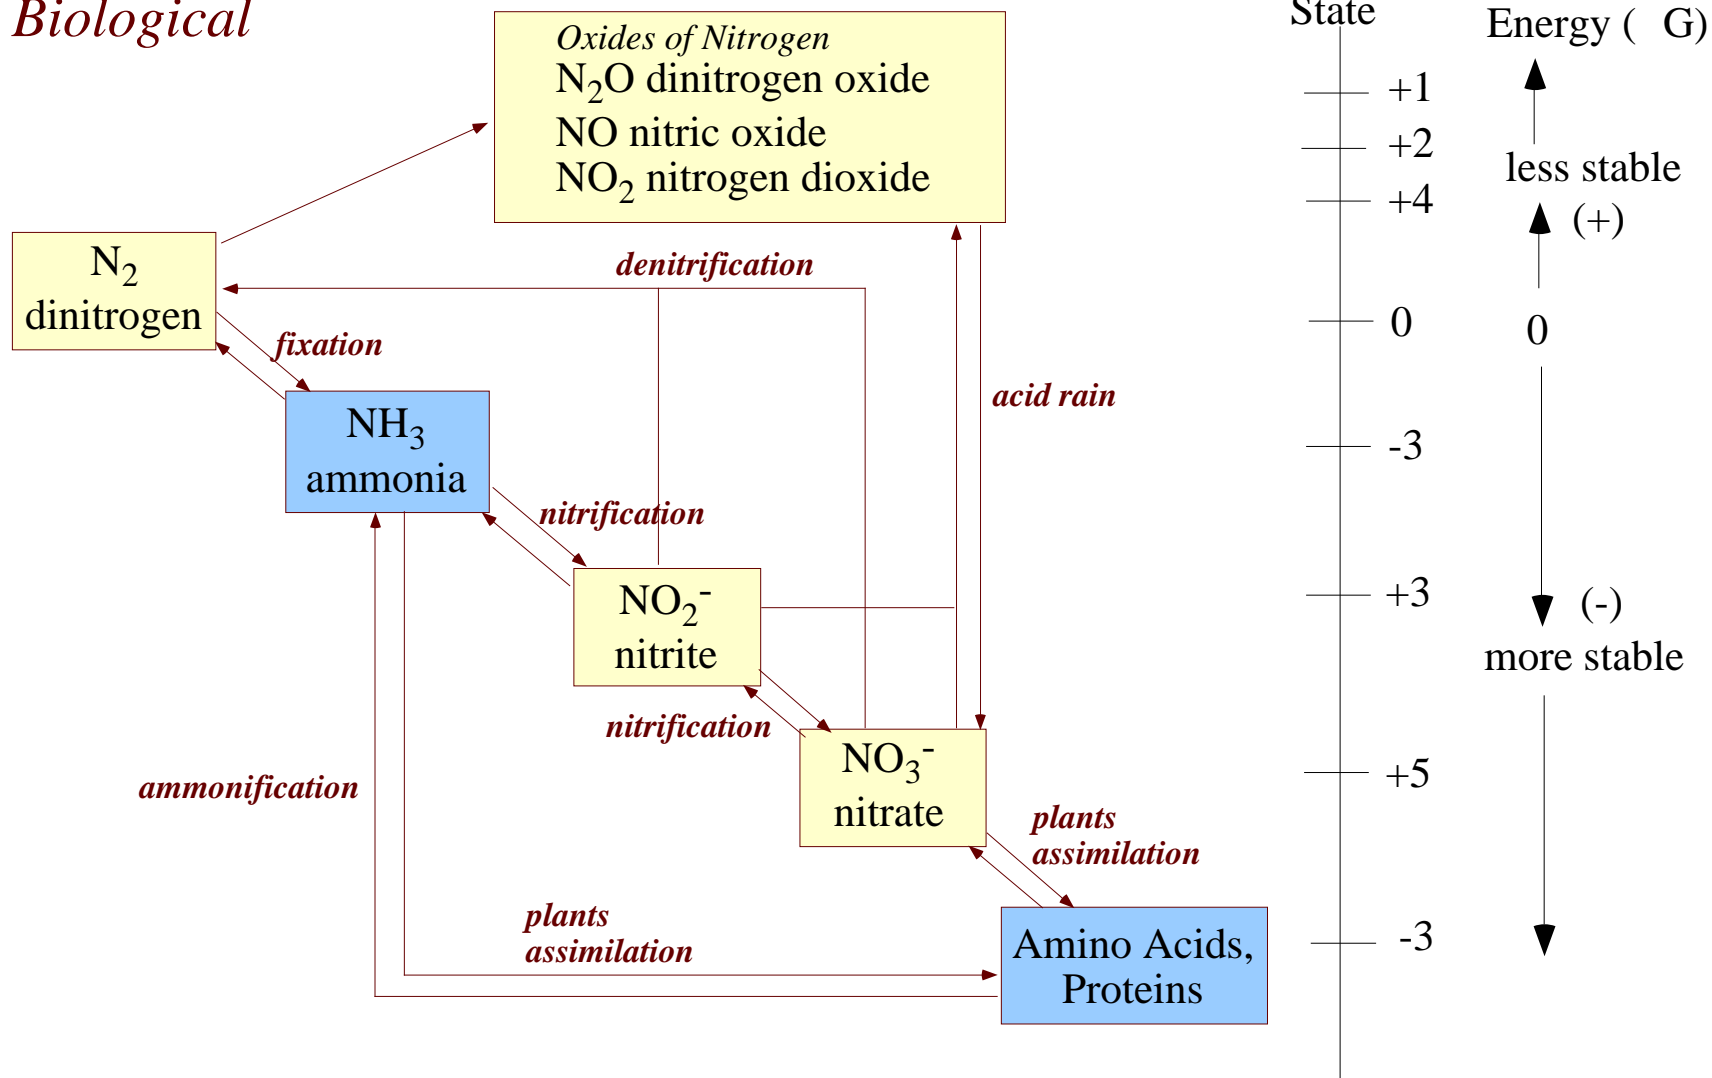 Biological
Oxides of Nitrogen
N₂O dinitrogen oxide
NO nitric oxide
NO₂ nitrogen dioxide
N₂
dinitrogen
denitrification
fixation
NH₃
ammonia
acid rain
nitrification
NO₂⁻
nitrite
nitrification
NO₃⁻
nitrate
ammonification
plants
assimilation
plants
assimilation
Amino Acids,
Proteins
State
+1
+2
+4
0
-3
+3
+5
-3
Energy ( G)
less stable
(+)
0
(-)
more stable